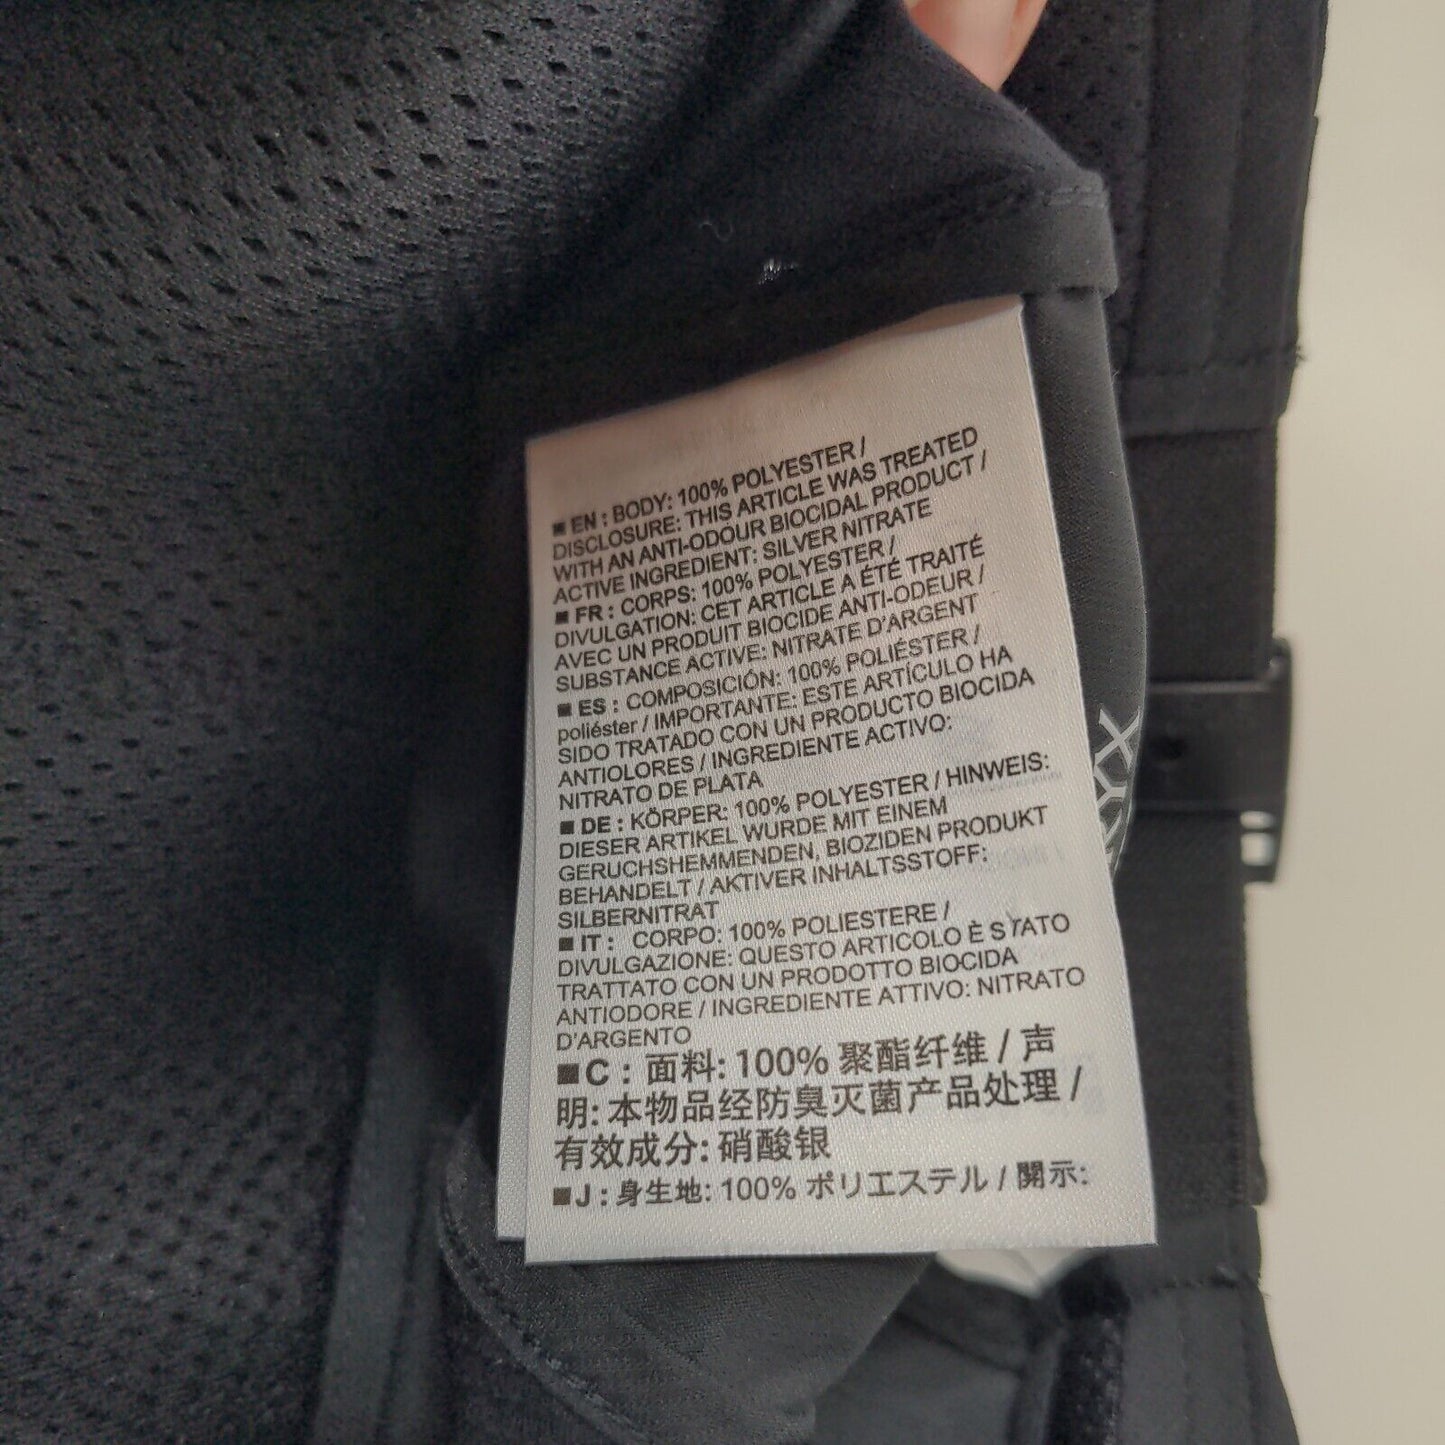 ■ EN : BODY: 100% POLYESTER /
DISCLOSURE: THIS ARTICLE WAS TREATED
WITH AN ANTI-ODOUR BIOCIDAL PRODUCT /
ACTIVE INGREDIENT: SILVER NITRATE
■ FR : CORPS: 100% POLYESTER /
DIVULGATION: CET ARTICLE A ÉTÉ TRAITÉ
AVEC UN PRODUIT BIOCIDE ANTI-ODEUR /
SUBSTANCE ACTIVE: NITRATE D'ARGENT
■ ES : COMPOSICIÓN: 100% POLIÉSTER /
poliéster / IMPORTANTE: ESTE ARTÍCULO HA
SIDO TRATADO CON UN PRODUCTO BIOCIDA
ANTIOLORES / INGREDIENTE ACTIVO:
NITRATO DE PLATA
■ DE : KÖRPER: 100% POLYESTER / HINWEIS:
DIESER ARTIKEL WURDE MIT EINEM
GERUCHSHEMMENDEN, BIOZIDEN PRODUKT
BEHANDELT / AKTIVER INHALTSSTOFF:
SILBERNITRAT
■ IT : CORPO: 100% POLIESTERE /
DIVULGAZIONE: QUESTO ARTICOLO È STATO
TRATTATO CON UN PRODOTTO BIOCIDA
ANTIODORE / INGREDIENTE ATTIVO: NITRATO
D'ARGENTO
■ C : 面料: 100% 聚酯纤维 / 声
明: 本物品经防臭灭菌产品处理 /
有效成分: 硝酸银
■ J : 身生地: 100% ポリエステル / 開示: